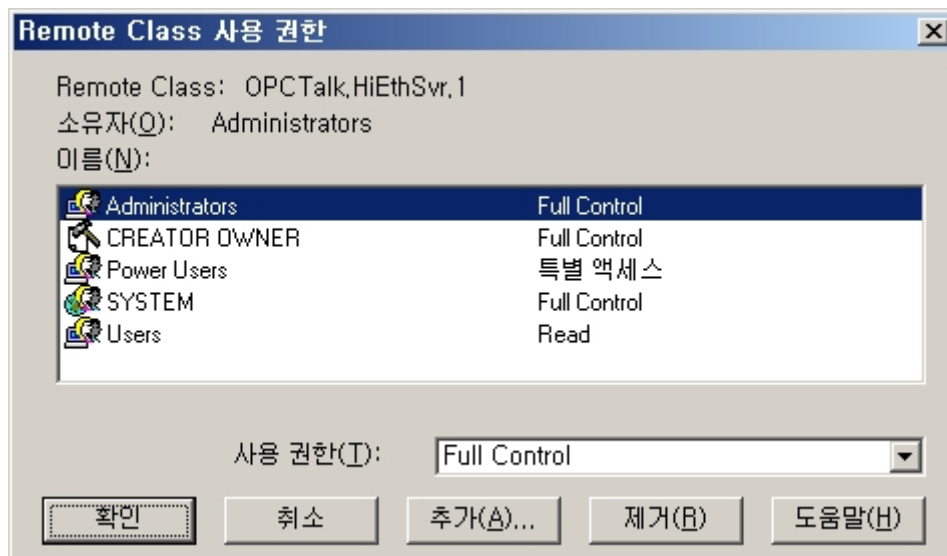 Remote Class 사용 권한
Remote Class: OPCTalk,HiEthSvr,1
소유자(O): Administrators
이름(N):
Administrators Full Control
CREATOR OWNER Full Control
Power Users 특별 액세스
SYSTEM Full Control
Users Read
사용 권한(T): Full Control
확인 취소 추가(A)... 제거(R) 도움말(H)